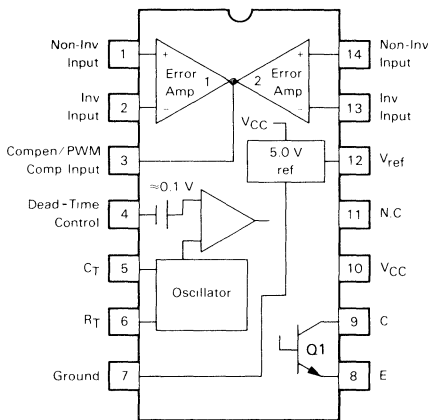 Non-Inv
Input
1
+
Error
Amp
1
2
Error
Amp
+
14
Non-Inv
Input
Inv
Input
2
−
−
13
Inv
Input
VCC
Compen/PWM
Comp Input
3
5.0 V
ref
12
Vref
≈0.1 V
Dead-Time
Control
4
11
N.C
CT
5
10
VCC
Oscillator
RT
6
9
C
Q1
Ground
7
8
E